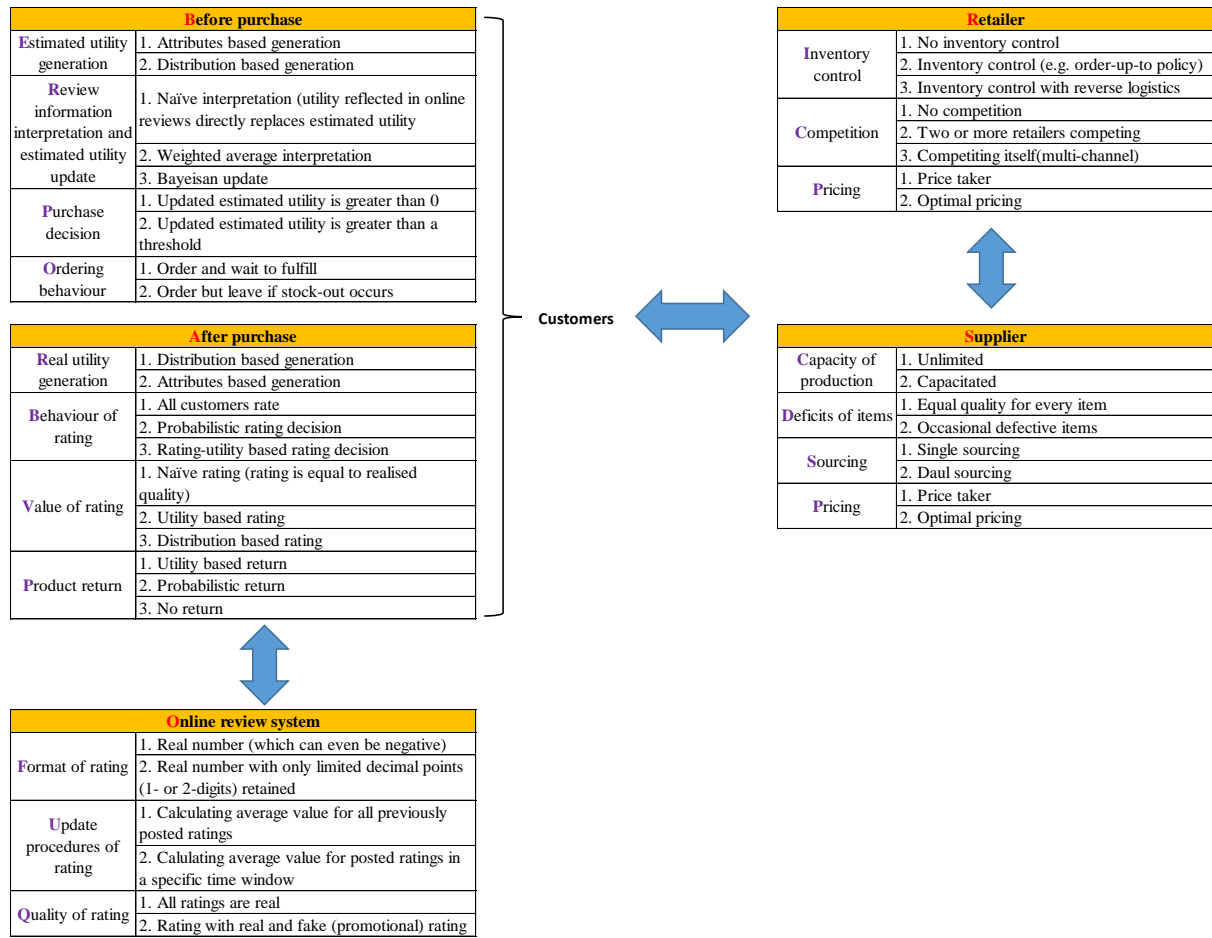 Before purchase
Estimated utility
generation
1. Attributes based generation
2. Distribution based generation
Review
information
interpretation and
estimated utility
update
1. Naïve interpretation (utility reflected in online
reviews directly replaces estimated utility
2. Weighted average interpretation
3. Bayeisan update
Purchase
decision
1. Updated estimated utility is greater than 0
2. Updated estimated utility is greater than a
threshold
Ordering
behaviour
1. Order and wait to fulfill
2. Order but leave if stock-out occurs
After purchase
Real utility
generation
1. Distribution based generation
2. Attributes based generation
Behaviour of
rating
1. All customers rate
2. Probabilistic rating decision
3. Rating-utility based rating decision
Value of rating
1. Naïve rating (rating is equal to realised
quality)
2. Utility based rating
3. Distribution based rating
Product return
1. Utility based return
2. Probabilistic return
3. No return
Customers
Retailer
Inventory
control
1. No inventory control
2. Inventory control (e.g. order-up-to policy)
3. Inventory control with reverse logistics
Competition
1. No competition
2. Two or more retailers competing
3. Competiting itself(multi-channel)
Pricing
1. Price taker
2. Optimal pricing
Supplier
Capacity of
production
1. Unlimited
2. Capacitated
Deficits of items
1. Equal quality for every item
2. Occasional defective items
Sourcing
1. Single sourcing
2. Daul sourcing
Pricing
1. Price taker
2. Optimal pricing
Online review system
Format of rating
1. Real number (which can even be negative)
2. Real number with only limited decimal points
(1- or 2-digits) retained
Update
procedures of
rating
1. Calculating average value for all previously
posted ratings
2. Calulating average value for posted ratings in
a specific time window
Quality of rating
1. All ratings are real
2. Rating with real and fake (promotional) rating